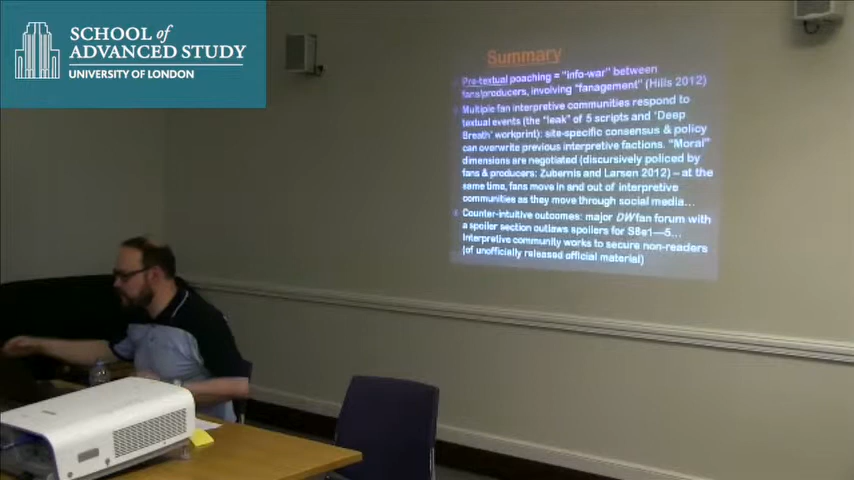 SCHOOL of
ADVANCED STUDY
UNIVERSITY OF LONDON
Summary
Pre-textual poaching = "info-war" between
fans/producers, involving "fanagement" (Hills 2012)
Multiple fan interpretive communities respond to
textual events (the "leak" of 5 scripts and 'Deep
Breath' workprint): site-specific consensus & policy
can overwrite previous interpretive factions. "Moral"
dimensions are negotiated (discursively policed by
fans & producers: Zubernis and Larsen 2012) – at the
same time, fans move in and out of interpretive
communities as they move through social media...
Counter-intuitive outcomes: major DW fan forum with
a spoiler section outlaws spoilers for S8e1—5...
Interpretive community works to secure non-readers
(of unofficially released official material)